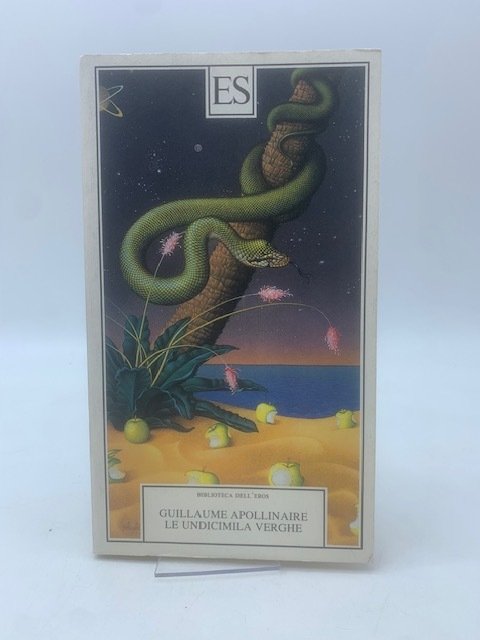 ES
BIBLIOTECA DELL'EROS
GUILLAUME APOLLINAIRE
LE UNDICIMILA VERGHE